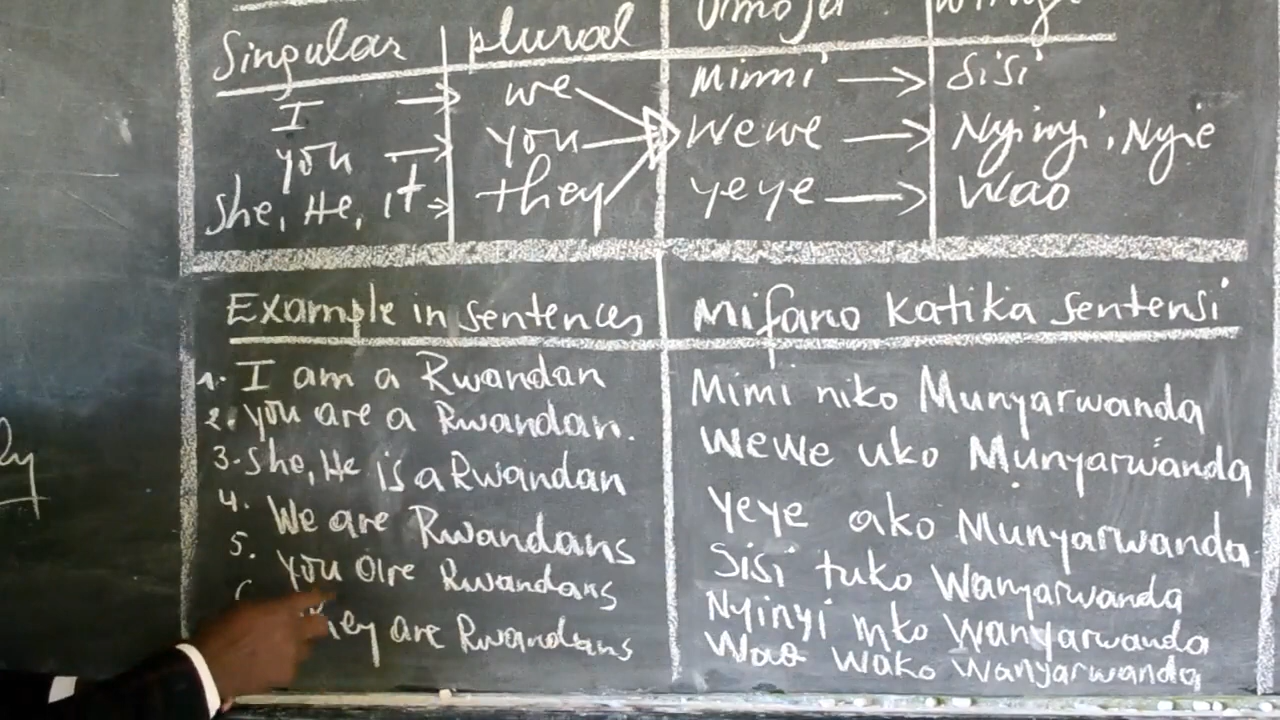 Singular plural Umoja wingi
I we Mimi Sisi
you you wewe Nyinyi, Nyie
She, He, it they yeye wao
Example in sentences Mifano katika sentensi
1. I am a Rwandan Mimi niko Munyarwanda
2. you are a Rwandan. wewe uko Munyarwanda
3. She, He is a Rwandan yeye ako Munyarwanda
4. We are Rwandans Sisi tuko Wanyarwanda
5. you are Rwandans Nyinyi mko Wanyarwanda
They are Rwandans Wao wako Wanyarwanda